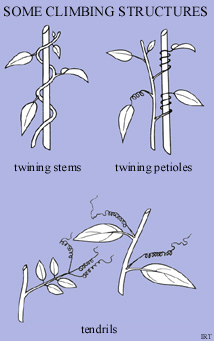 SOME CLIMBING STRUCTURES
twining stems
twining petioles
tendrils
IRT